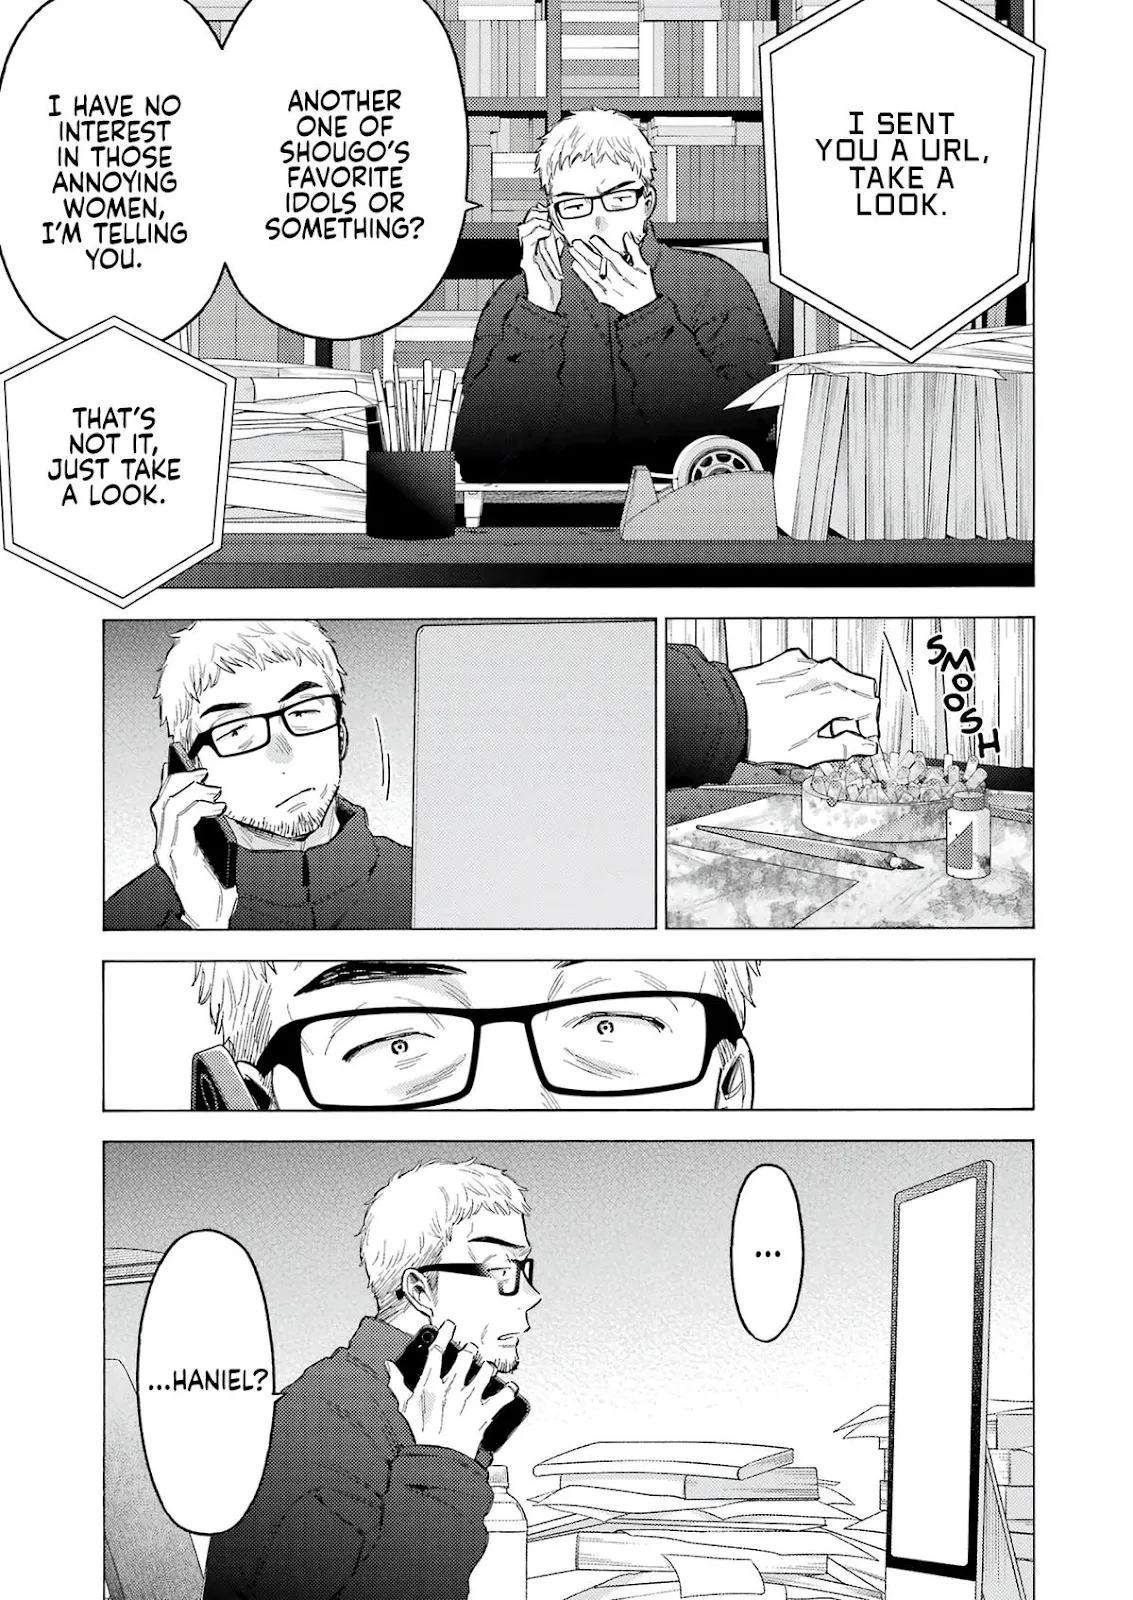 I SENT
YOU A URL,
TAKE A
LOOK.
ANOTHER
ONE OF
SHOUGO'S
FAVORITE
IDOLS OR
SOMETHING?
I HAVE NO
INTEREST
IN THOSE
ANNOYING
WOMEN,
I'M TELLING
YOU.
THAT'S
NOT IT,
JUST TAKE
A LOOK.
SMOOSH
...
...HANIEL?